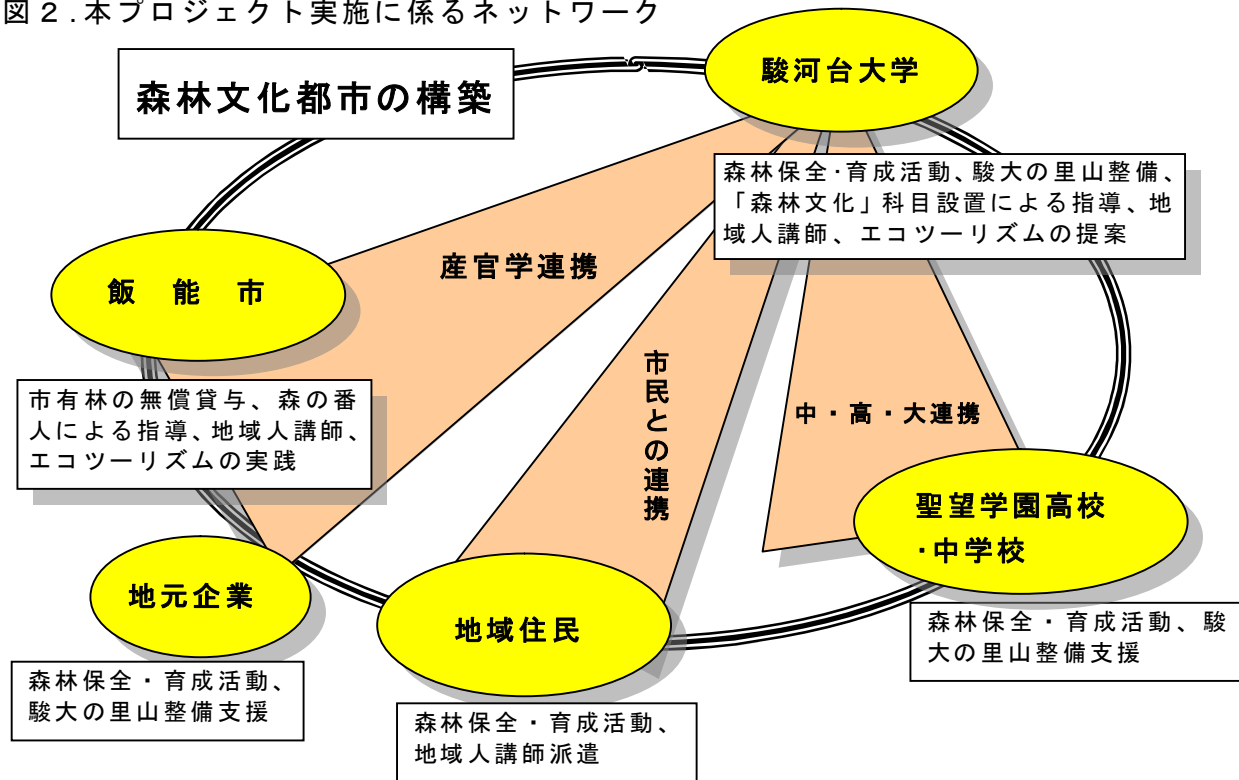 図２.本プロジェクト実施に係るネットワーク
森林文化都市の構築
駿河台大学
森林保全･育成活動、駿大の里山整備、
「森林文化」科目設置による指導、地
域人講師、エコツーリズムの提案
産官学連携
飯　能　市
市有林の無償貸与、森の番
人による指導、地域人講師、
エコツーリズムの実践
市民との連携
中・高・大連携
聖望学園高校
・中学校
森林保全・育成活動、駿
大の里山整備支援
地元企業
森林保全・育成活動、
駿大の里山整備支援
地域住民
森林保全・育成活動、
地域人講師派遣